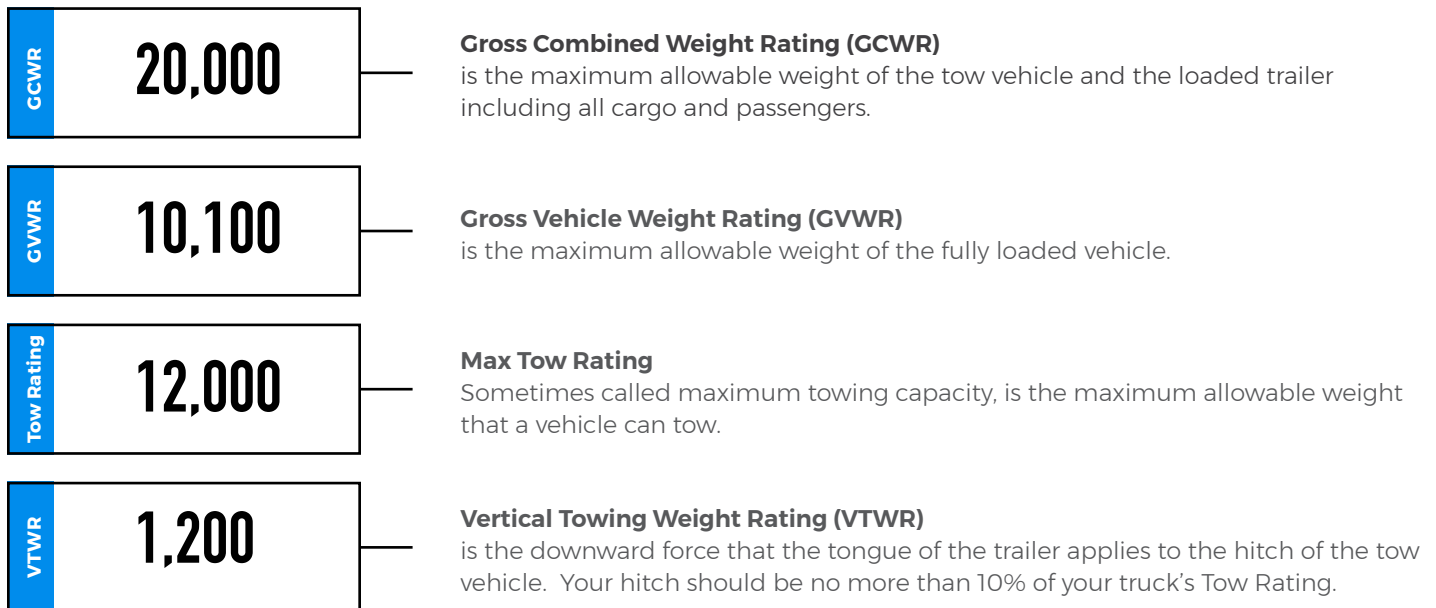 GCWR
20,000
Gross Combined Weight Rating (GCWR)
is the maximum allowable weight of the tow vehicle and the loaded trailer
including all cargo and passengers.
GVWR
10,100
Gross Vehicle Weight Rating (GVWR)
is the maximum allowable weight of the fully loaded vehicle.
Tow Rating
12,000
Max Tow Rating
Sometimes called maximum towing capacity, is the maximum allowable weight
that a vehicle can tow.
VTWR
1,200
Vertical Towing Weight Rating (VTWR)
is the downward force that the tongue of the trailer applies to the hitch of the tow
vehicle.  Your hitch should be no more than 10% of your truck's Tow Rating.